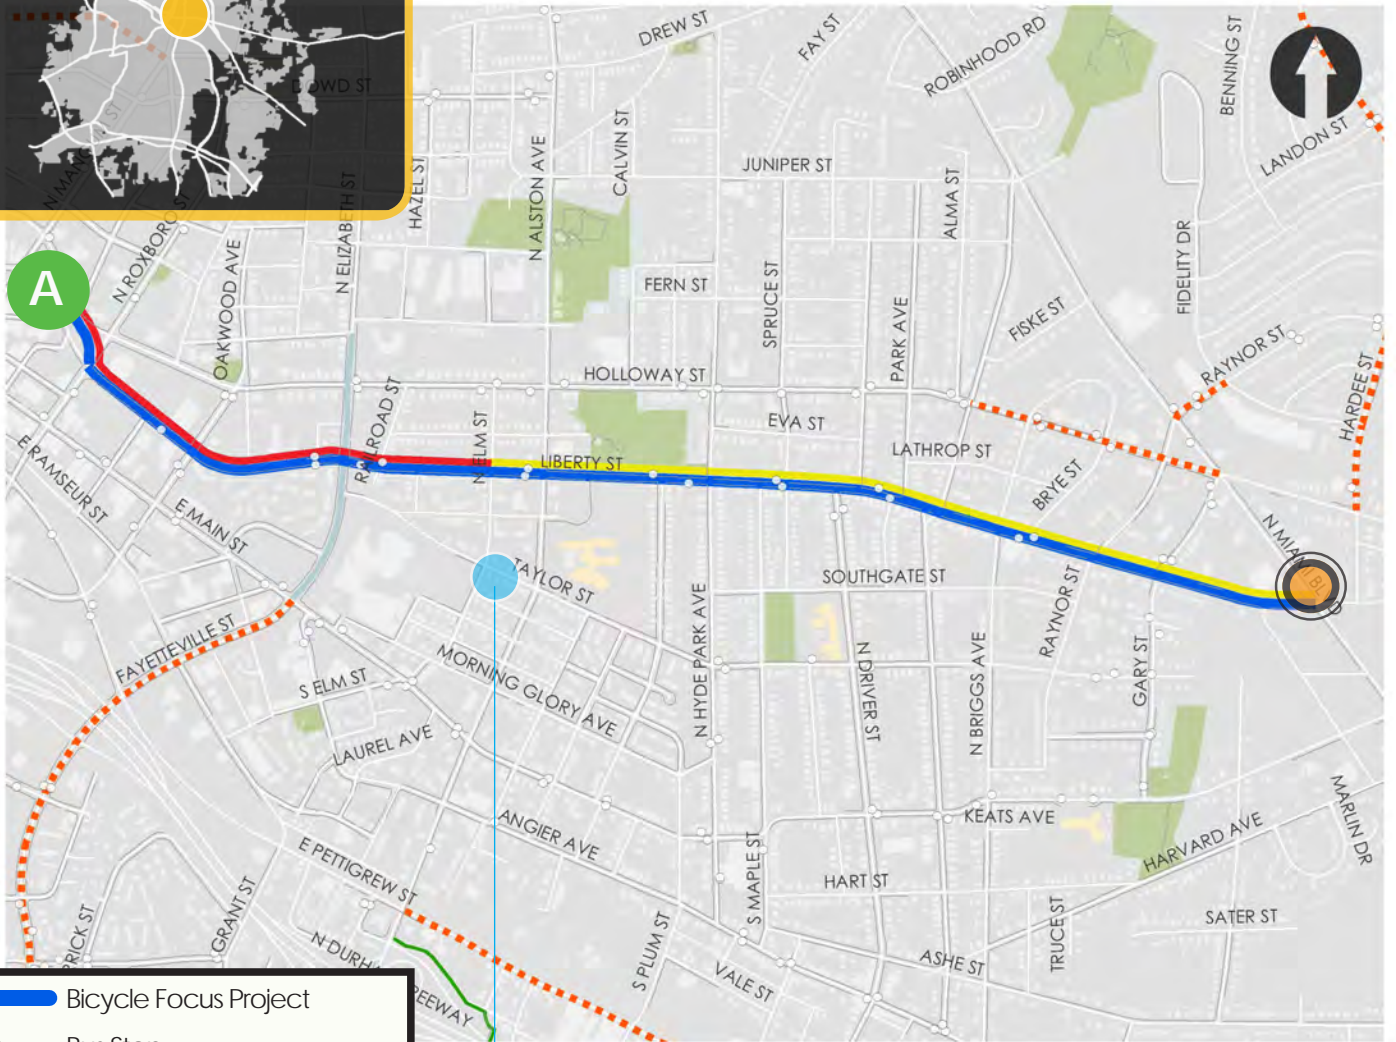 DREW ST
FAY ST
ROBINHOOD RD
BENNING ST
LANDON ST
DOWD ST
HAZEL ST
N ALSTON AVE
CALVIN ST
JUNIPER ST
ALMA ST
N ROXBORO ST
N ELIZABETH ST
OAKWOOD AVE
A
FERN ST
SPRUCE ST
PARK AVE
FISKE ST
FIDELITY DR
RAYNOR ST
HARDEE ST
HOLLOWAY ST
RAILROAD ST
N ELM ST
EVA ST
LATHROP ST
LIBERTY ST
BRYE ST
E RAMSEUR ST
E MAIN ST
TAYLOR ST
SOUTHGATE ST
FAYETTEVILLE ST
S ELM ST
MORNING GLORY AVE
N HYDE PARK AVE
N DRIVER ST
N BRIGGS AVE
RAYNOR ST
GARY ST
LAUREL AVE
ANGIER AVE
KEATS AVE
HARVARD AVE
MARLIN DR
E PETTIGREW ST
S MAPLE ST
HART ST
SATER ST
TRUCE ST
GRANT ST
S PLUM ST
VALE ST
ASHE ST
Bicycle Focus Project